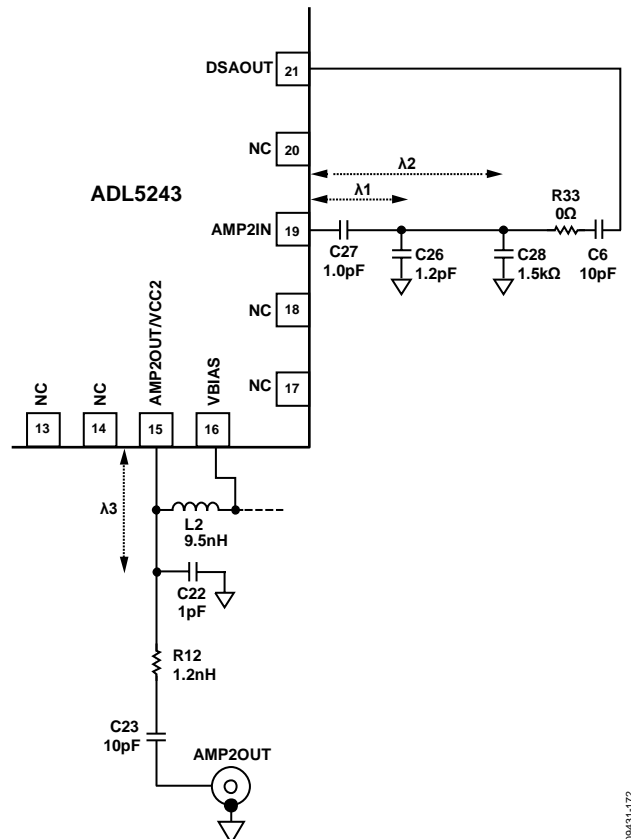 DSAOUT
21
NC
20
λ2
ADL5243
λ1
R33
0Ω
AMP2IN
19
C27
1.0pF
C26
1.2pF
C28
1.5kΩ
C6
10pF
NC
18
NC
17
NC
NC
AMP2OUT/VCC2
VBIAS
13
14
15
16
λ3
L2
9.5nH
C22
1pF
R12
1.2nH
C23
10pF
AMP2OUT
09431-172